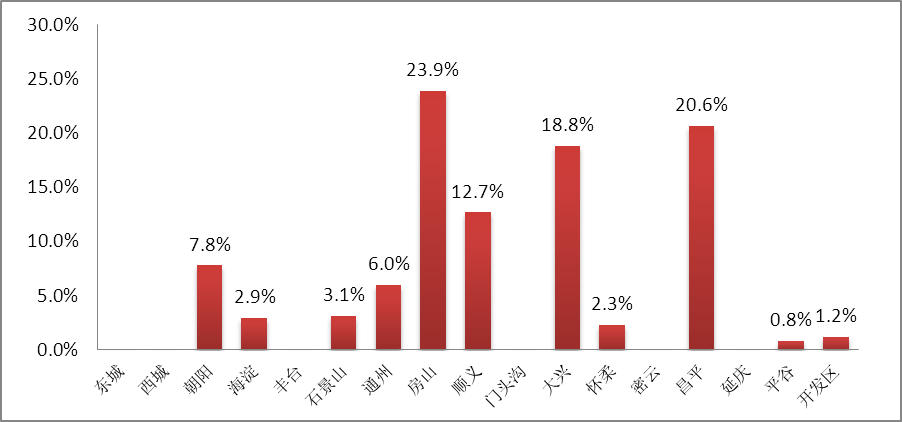 30.0%
25.0%
20.0%
15.0%
10.0%
5.0%
0.0%
7.8%
2.9%
3.1%
6.0%
23.9%
12.7%
18.8%
2.3%
20.6%
0.8%
1.2%
东城
西城
朝阳
海淀
丰台
石景山
通州
房山
顺义
门头沟
大兴
怀柔
密云
昌平
延庆
平谷
开发区